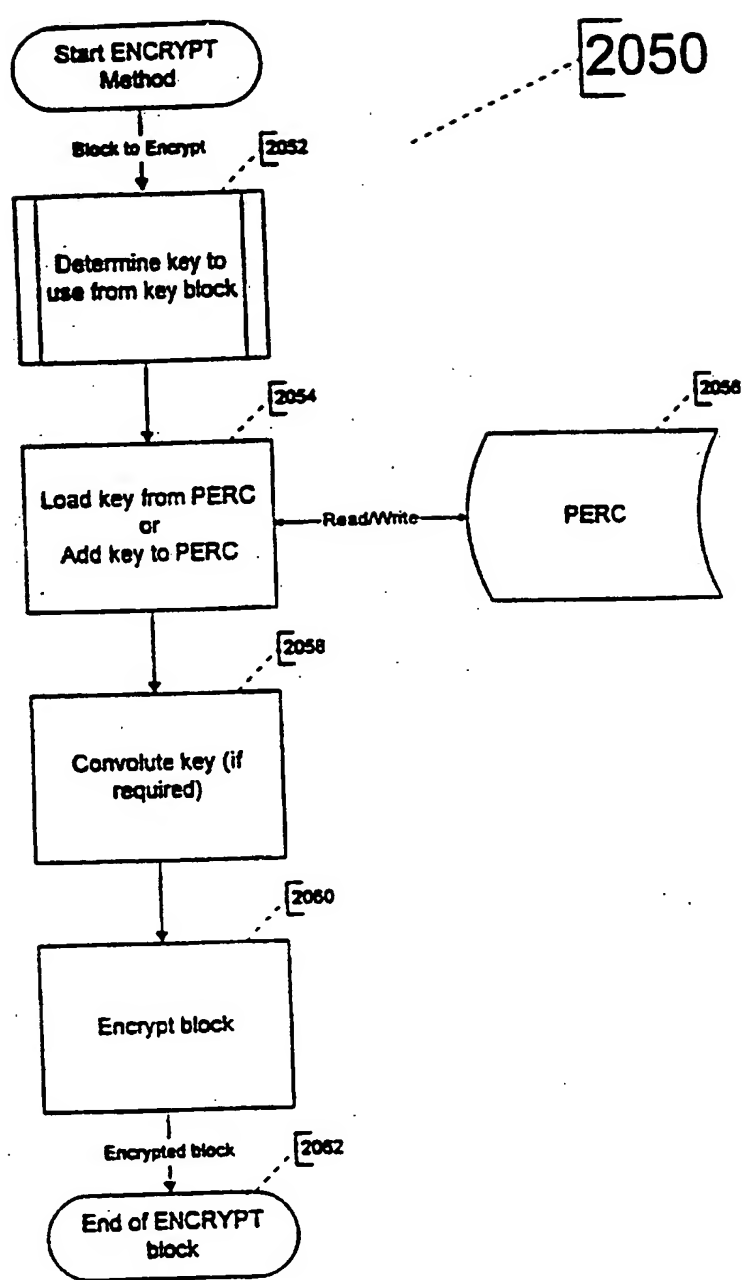 Start ENCRYPT
Method
2050
Block to Encrypt
2052
Determine key to
use from key block
2054
2056
Load key from PERC
or
Add key to PERC
Read/Write
PERC
2058
Convolute key (if
required)
2060
Encrypt block
Encrypted block
2062
End of ENCRYPT
block